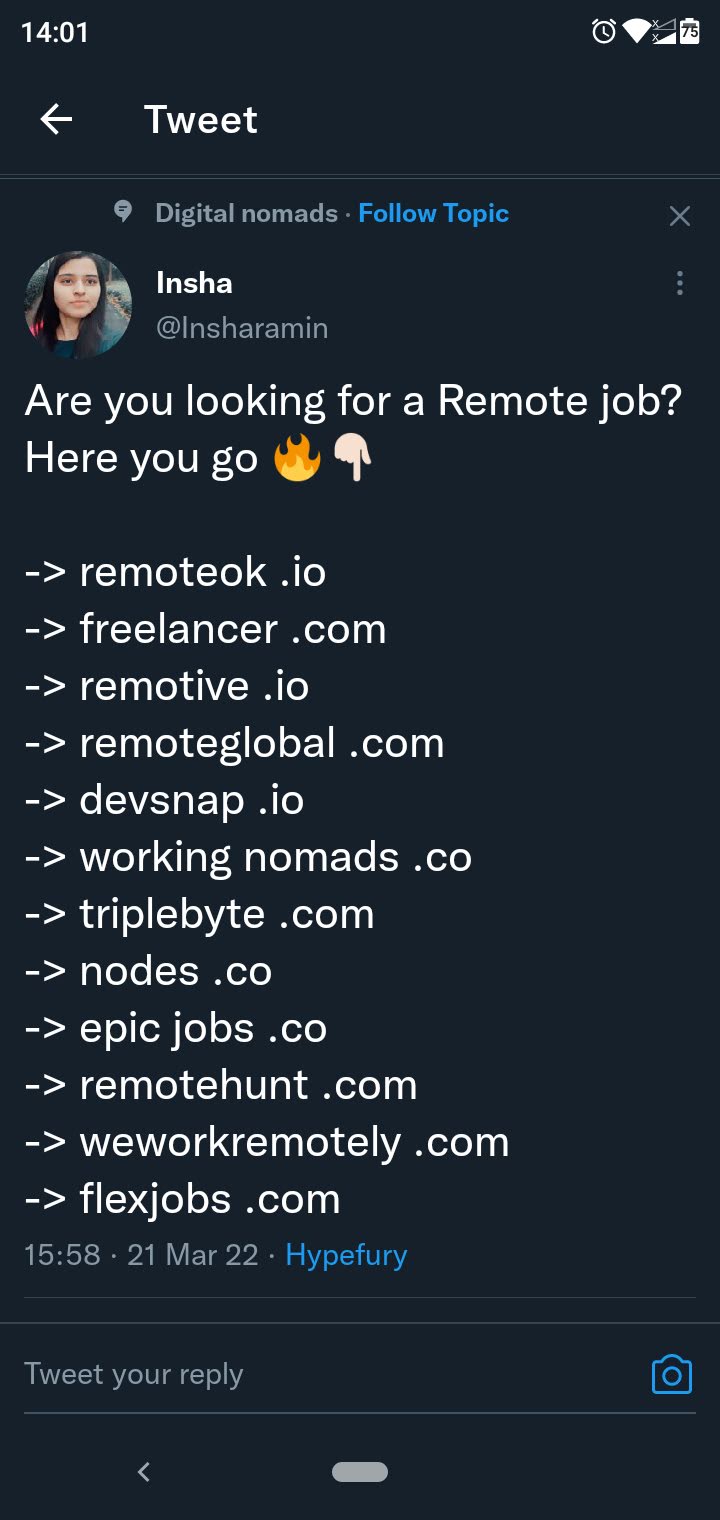 14:01
75
Tweet
Digital nomads · Follow Topic
Insha
@Insharamin
Are you looking for a Remote job?
Here you go 🔥👇🏻
-> remoteok .io
-> freelancer .com
-> remotive .io
-> remoteglobal .com
-> devsnap .io
-> working nomads .co
-> triplebyte .com
-> nodes .co
-> epic jobs .co
-> remotehunt .com
-> weworkremotely .com
-> flexjobs .com
15:58 · 21 Mar 22 · Hypefury
Tweet your reply